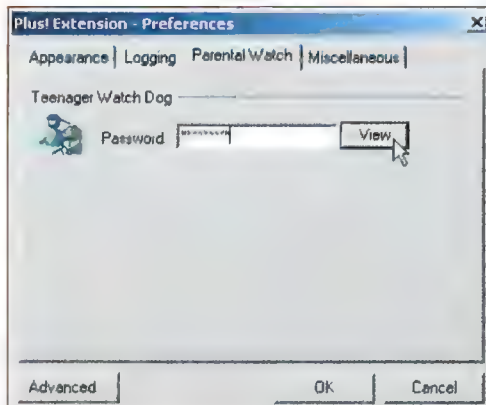 Plus! Extension - Preferences
Appearance Logging Parental Watch Miscellaneous
Teenager Watch Dog
Password ******** View
Advanced OK Cancel